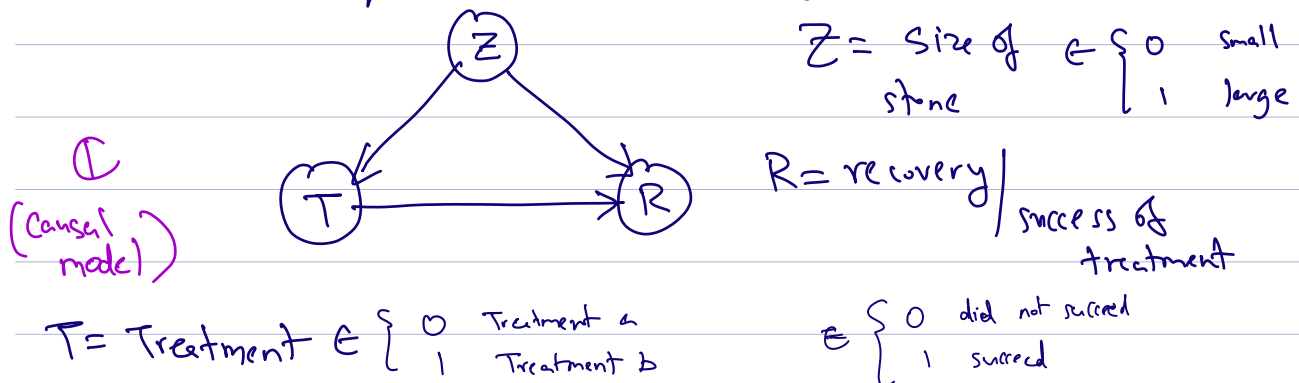 Z
Z = Size of stone ∈ { 0 small
1 large
ℂ
(causal model)
T
R
R = recovery / success of treatment
T = Treatment ∈ { 0 Treatment a
1 Treatment b
∈ { 0 did not succeed
1 succeed